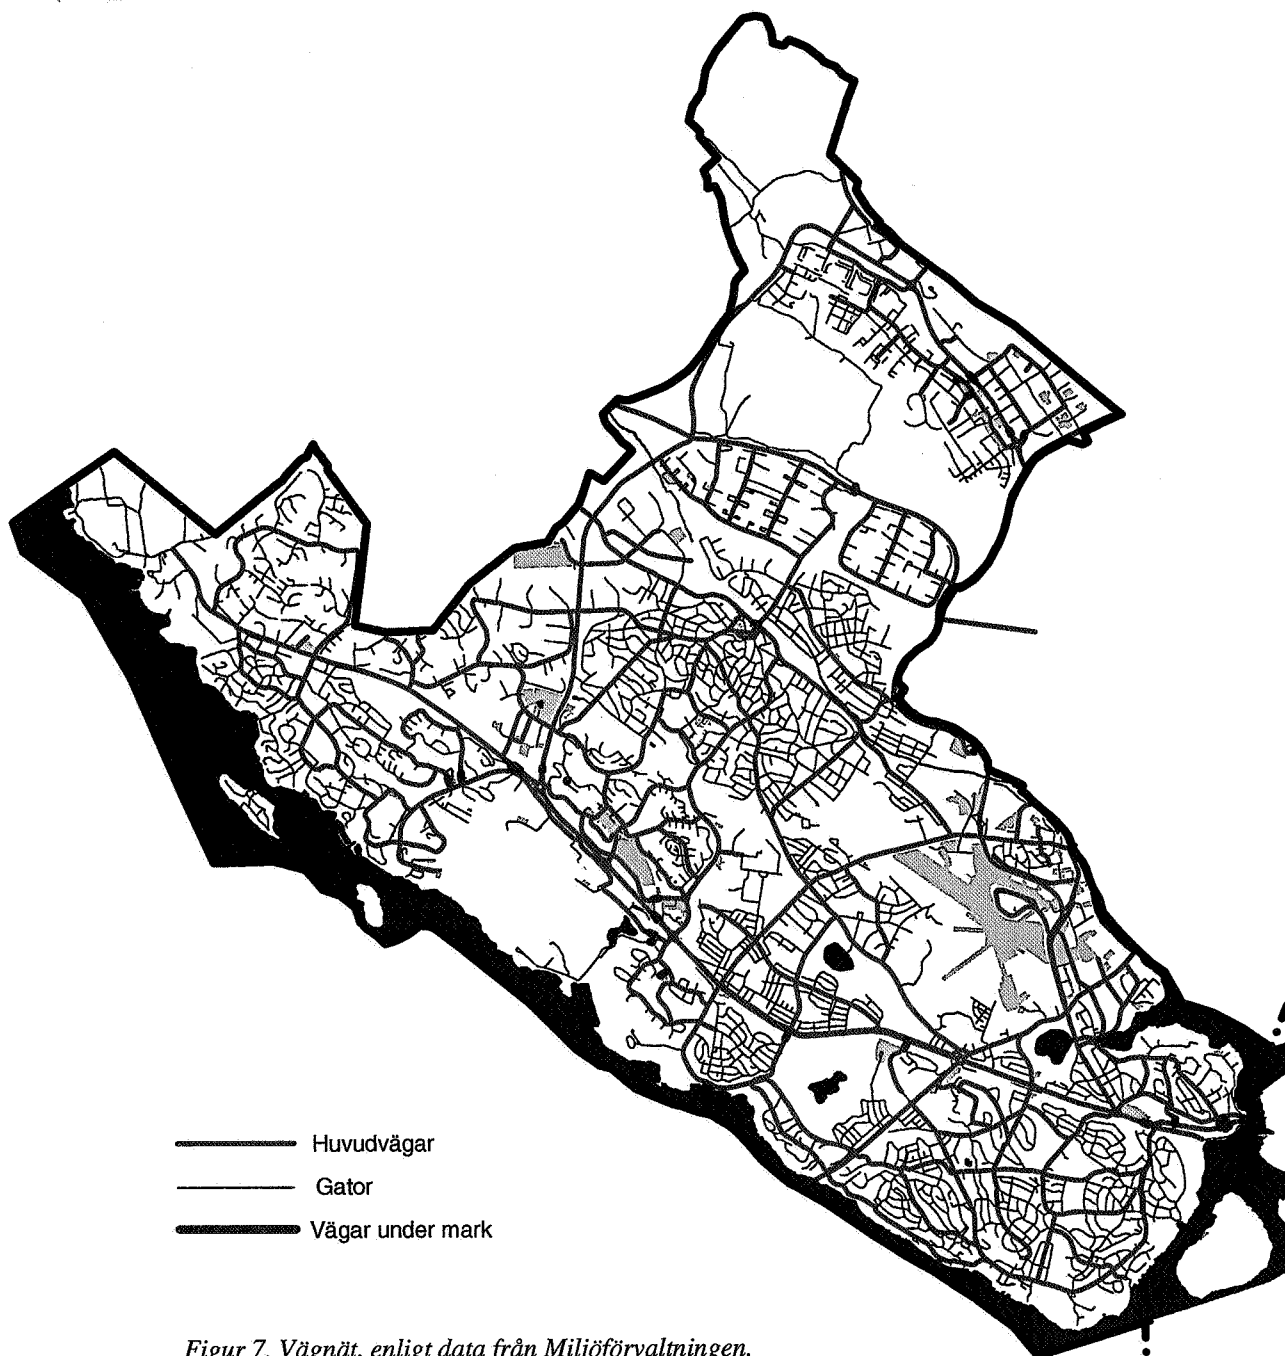 Huvudvägar
Gator
Vägar under mark
Figur 7. Vägnät, enligt data från Miljöförvaltningen.